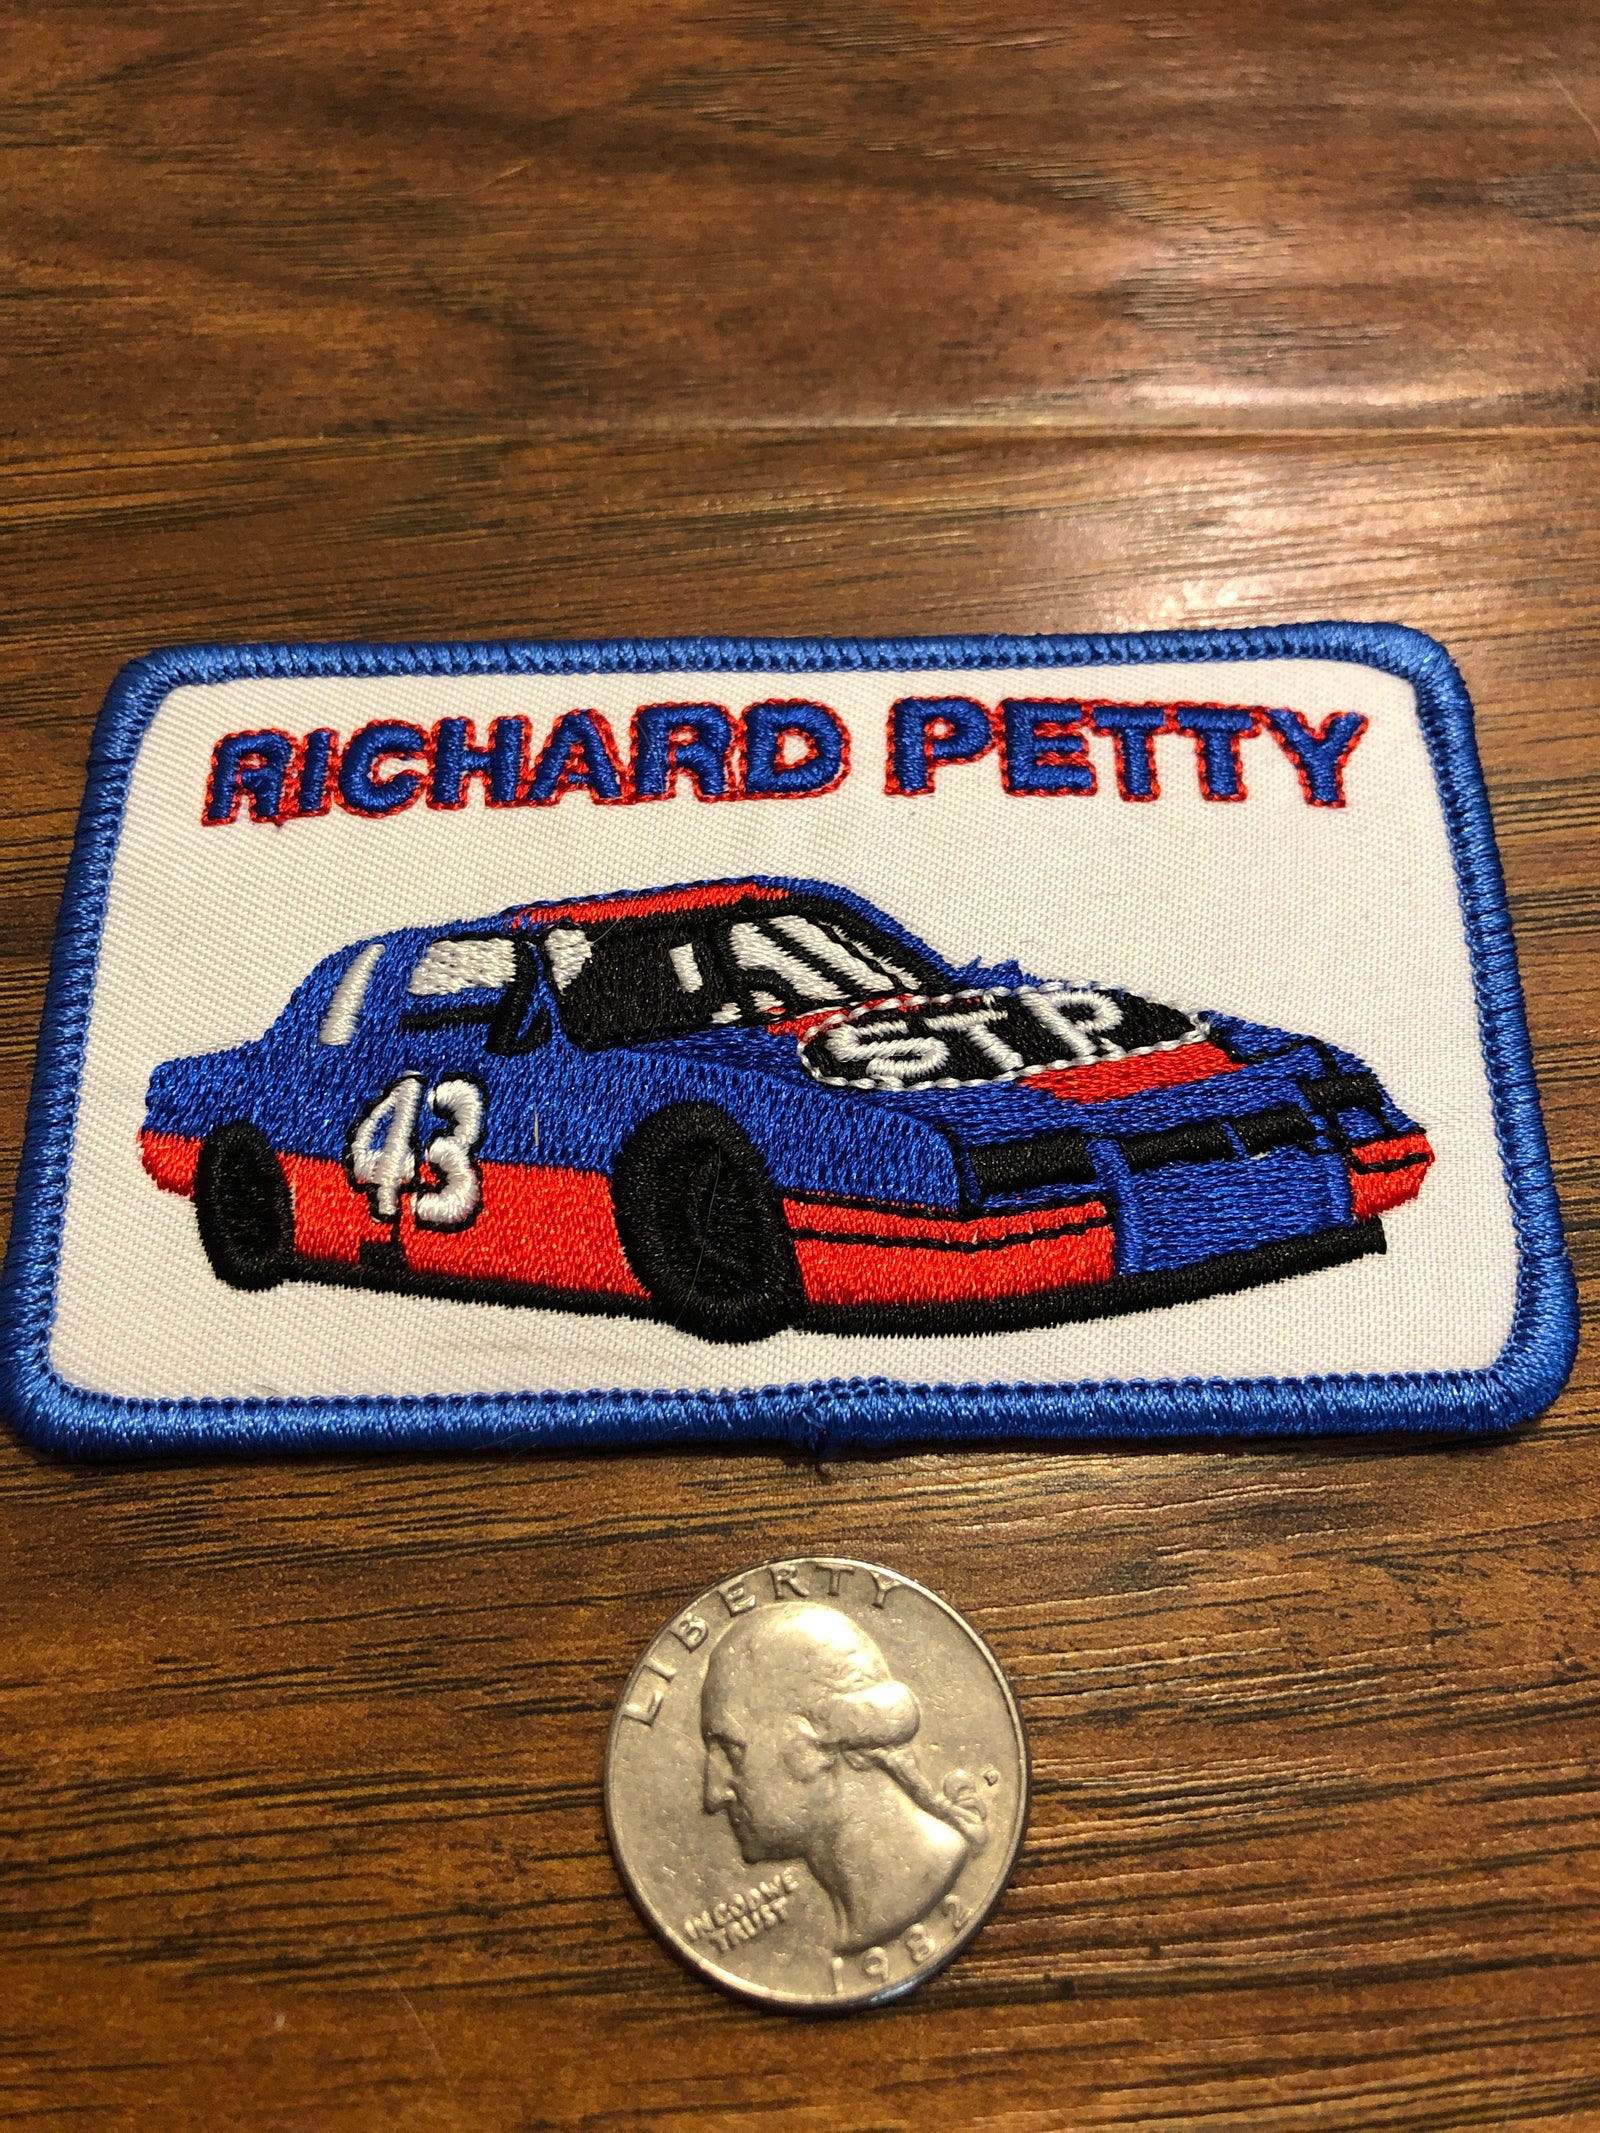 RICHARD PETTY
STP
43
LIBERTY
IN GOD WE
TRUST
D
1982